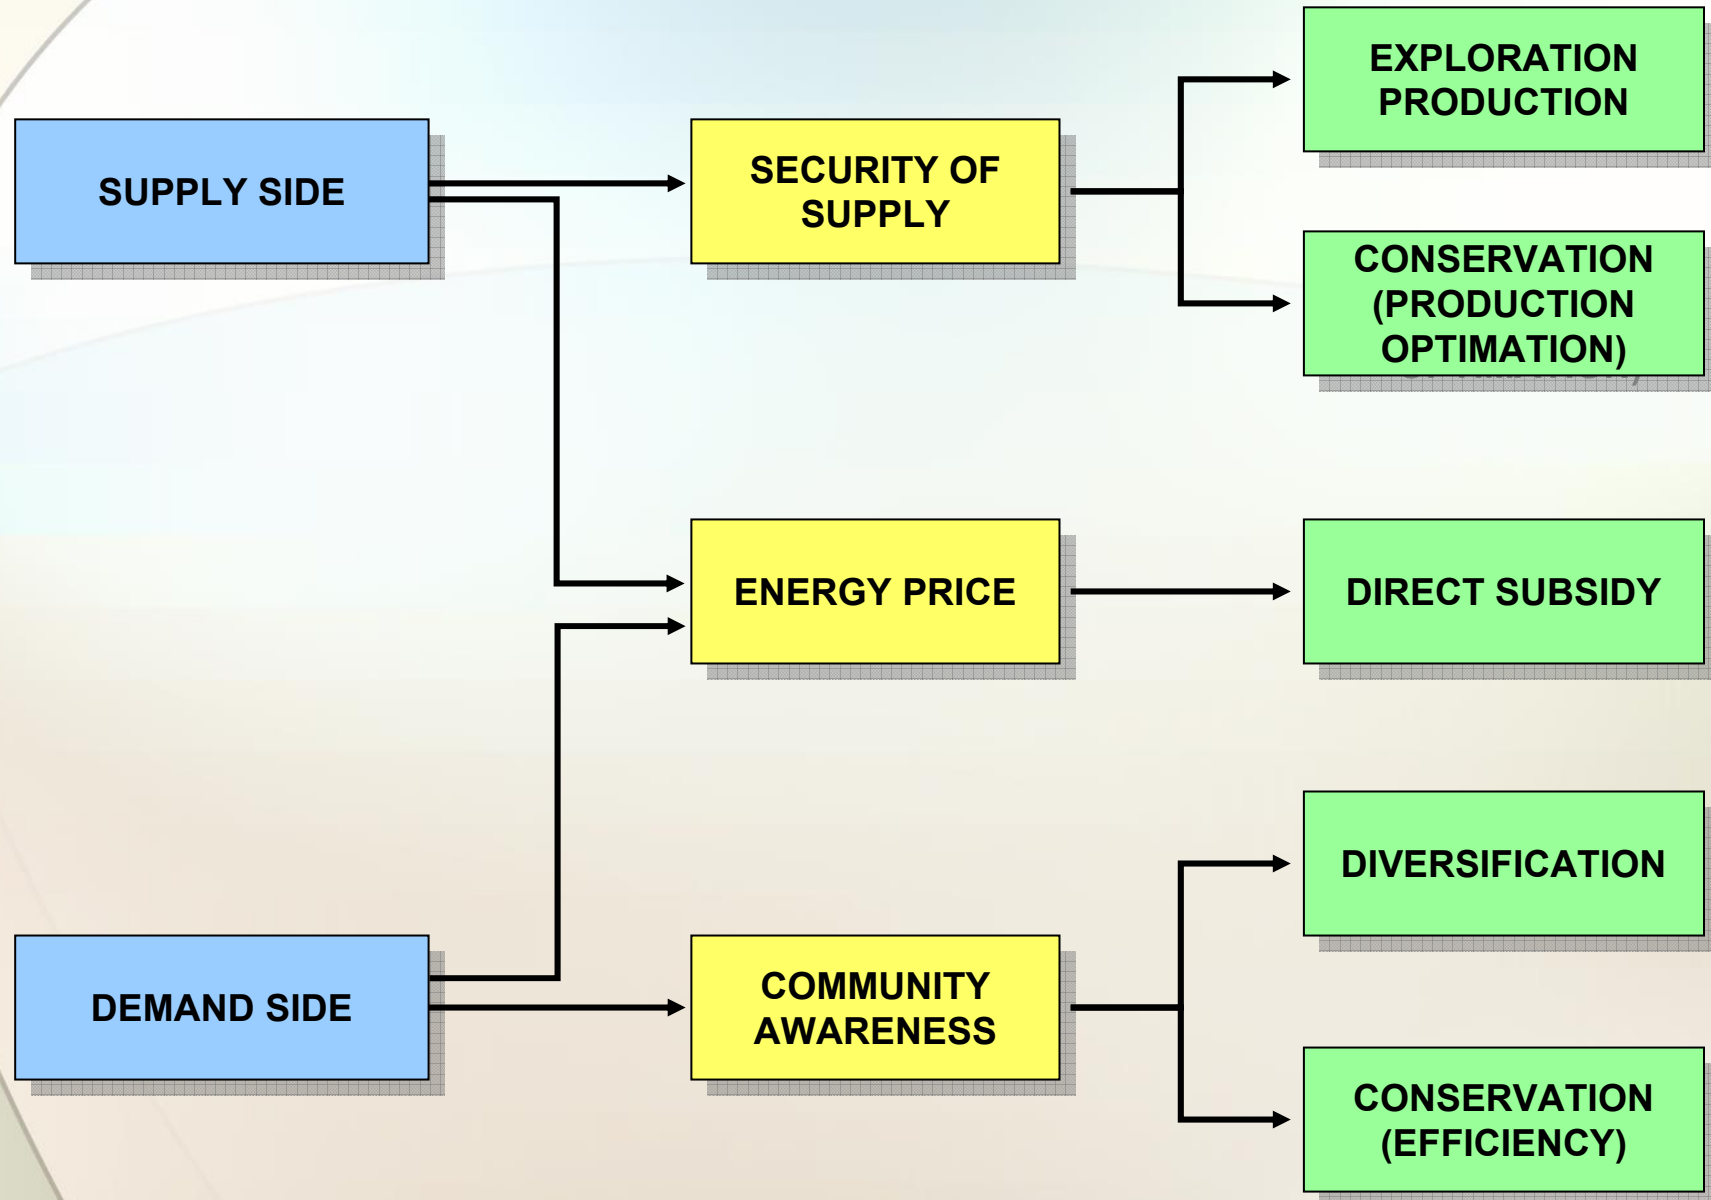 SUPPLY SIDE
SECURITY OF
SUPPLY
EXPLORATION
PRODUCTION
CONSERVATION
(PRODUCTION
OPTIMATION)
ENERGY PRICE
DIRECT SUBSIDY
DEMAND SIDE
COMMUNITY
AWARENESS
DIVERSIFICATION
CONSERVATION
(EFFICIENCY)